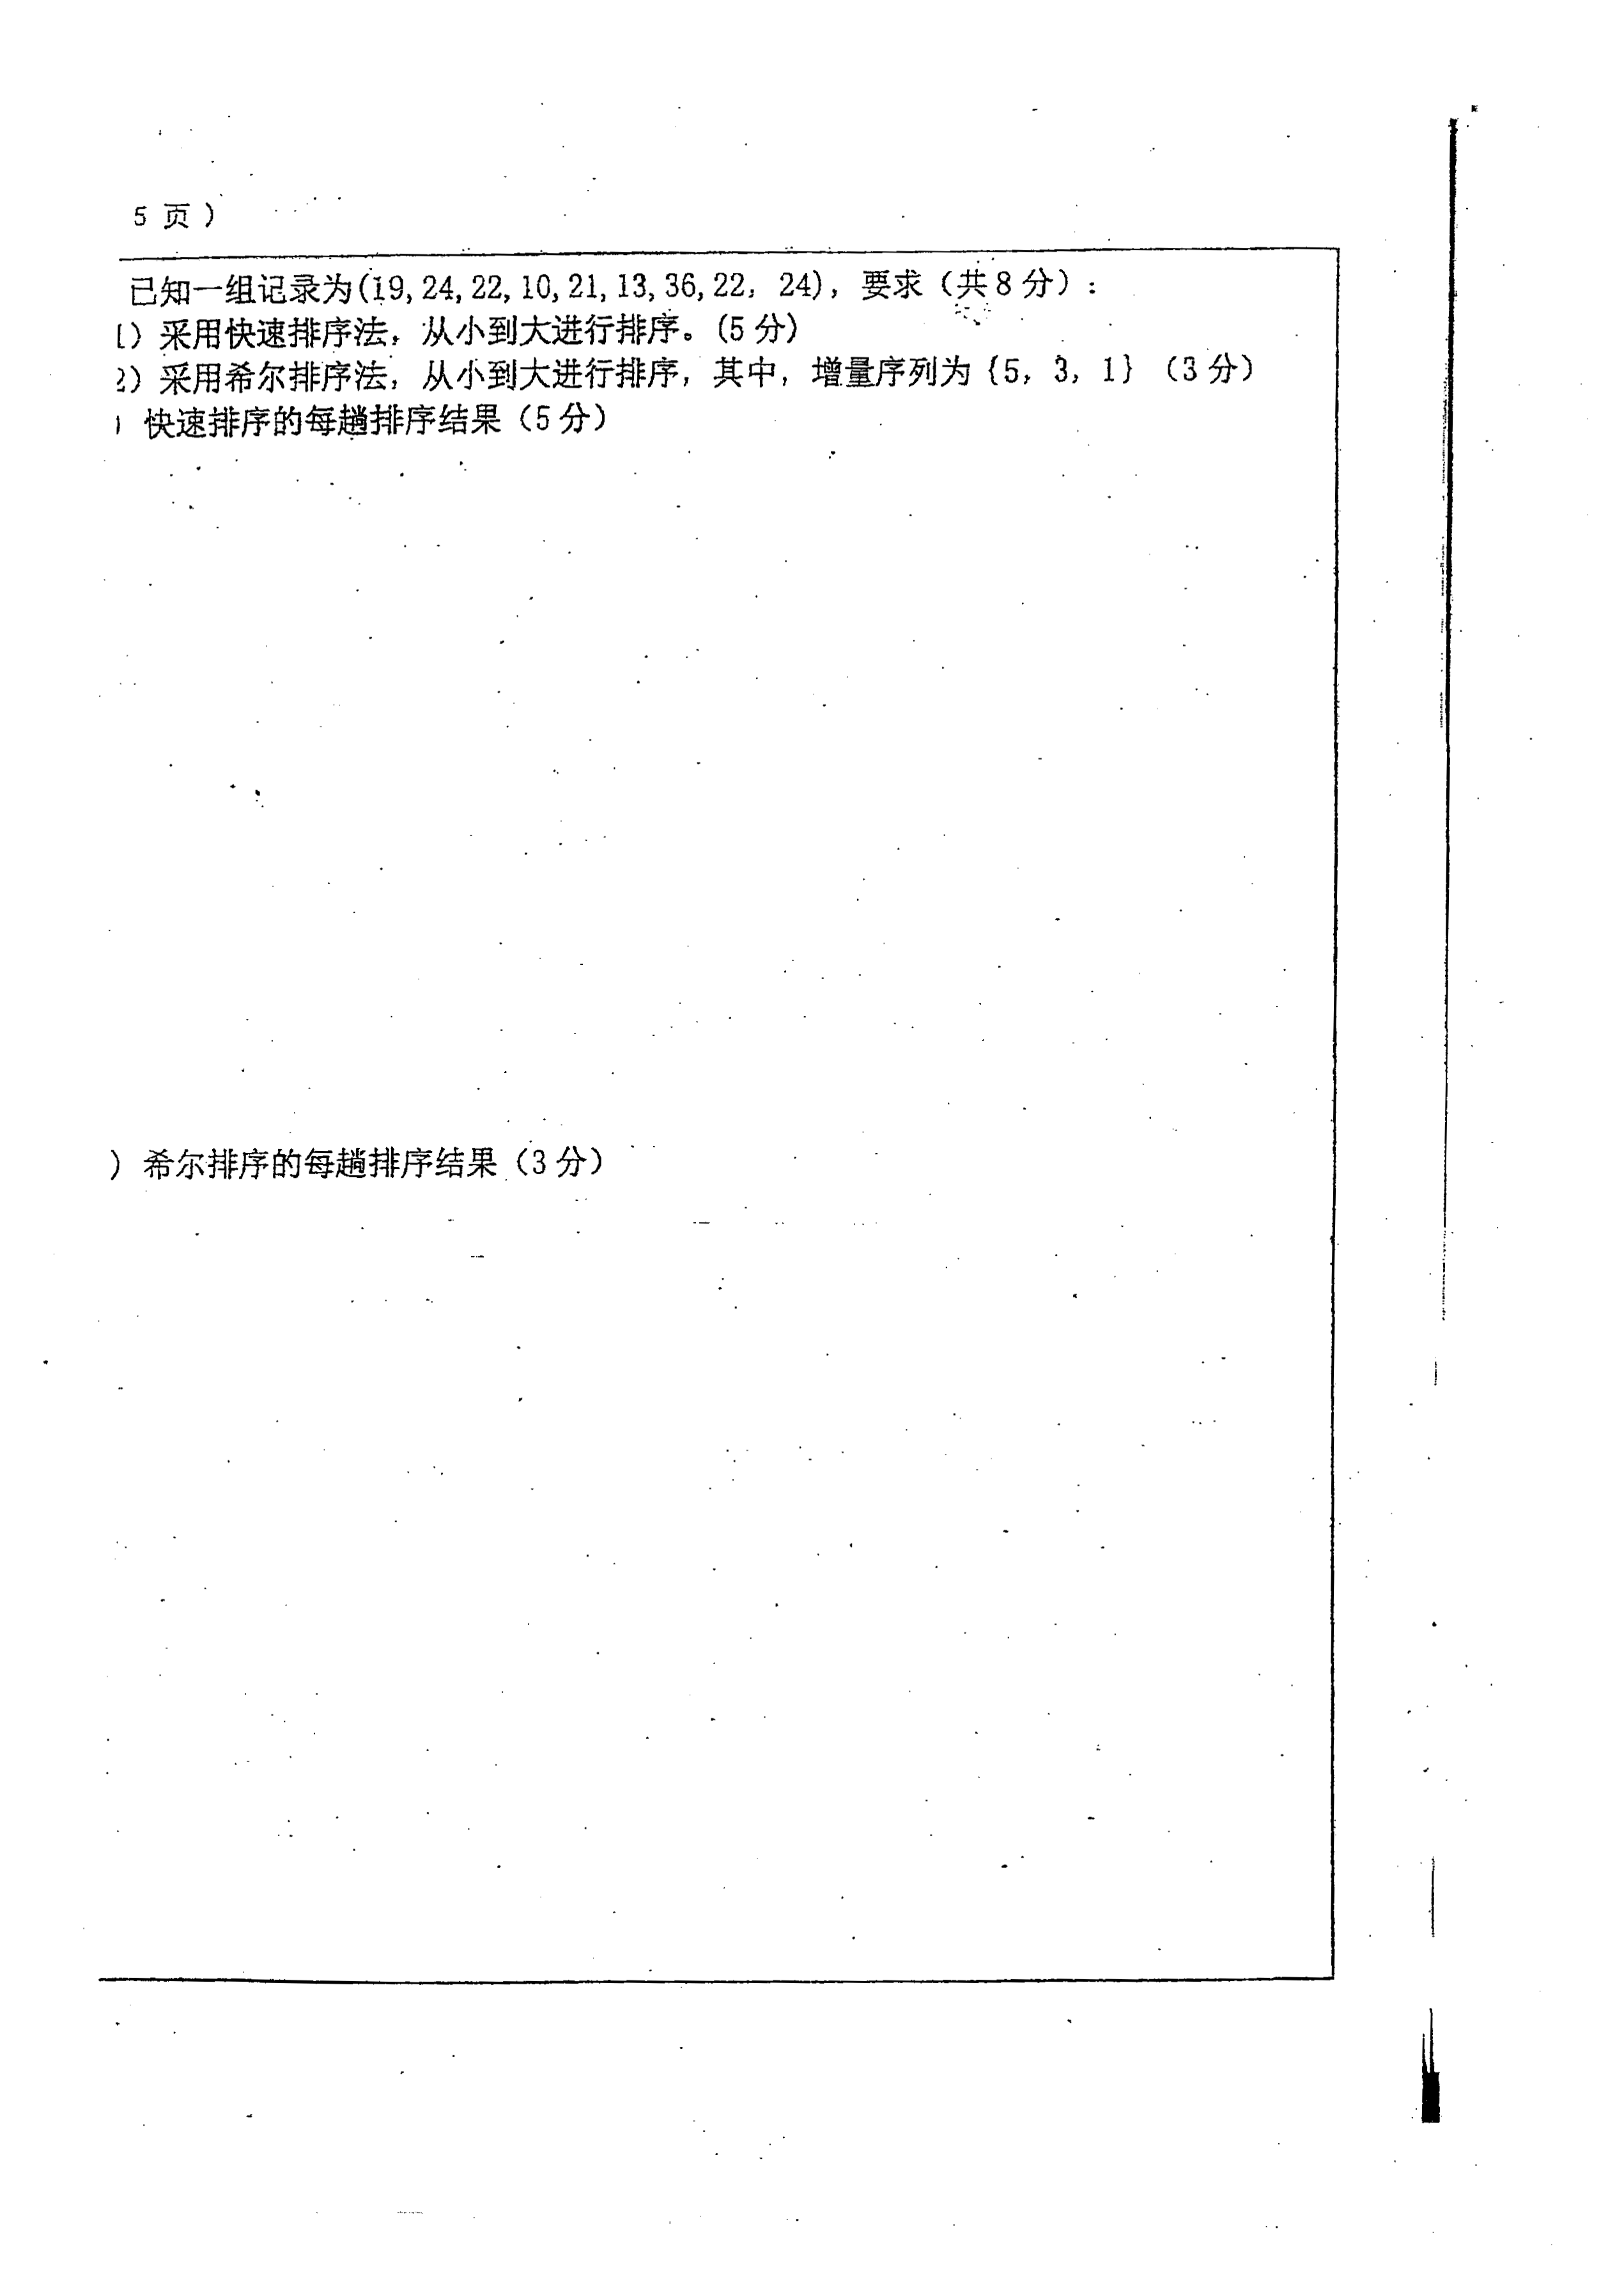 5 页）
已知一组记录为(19,24,22,10,21,13,36,22，24)，要求（共8分）：
1）采用快速排序法，从小到大进行排序。(5分)
2）采用希尔排序法，从小到大进行排序，其中，增量序列为{5，3，1}（3分）
）快速排序的每趟排序结果（5分）
）希尔排序的每趟排序结果（3分）